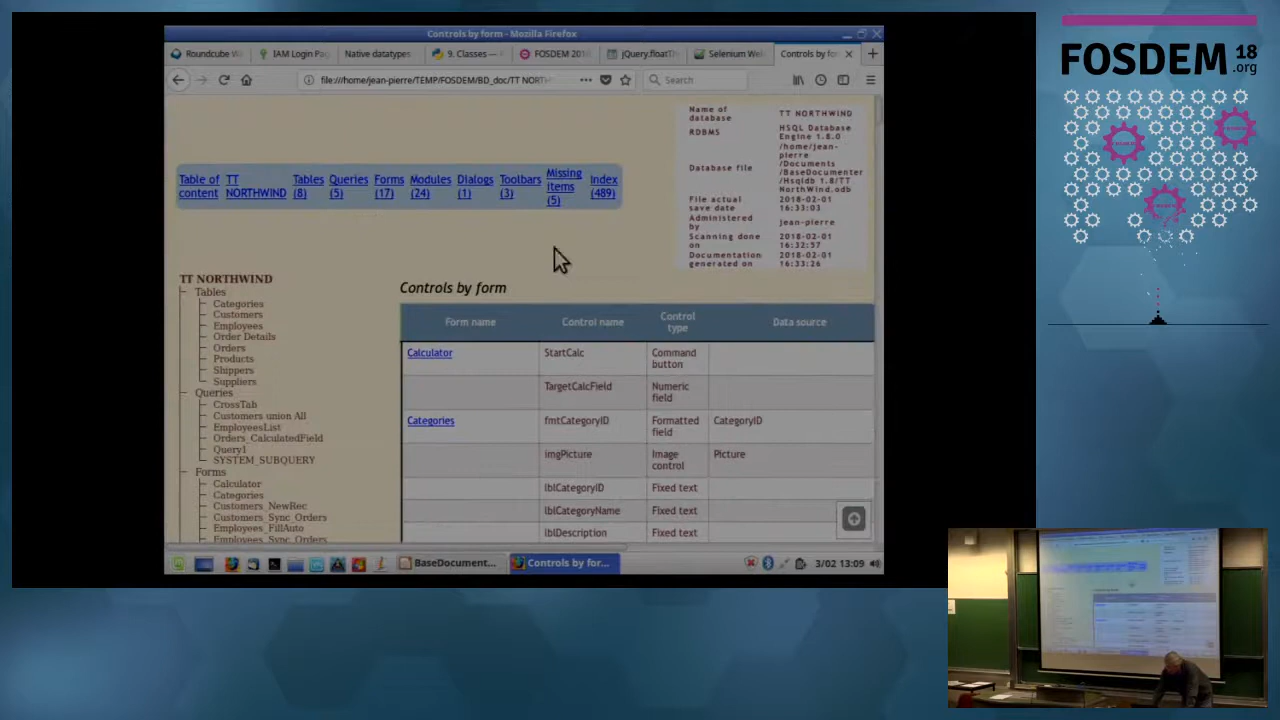 Controls by form - Mozilla Firefox
Roundcube
IAM Login Pag
Native datatypes
9. Classes —
FOSDEM 201
jQuery.floatTh
Selenium Web
Controls by for
file:///home/jean-pierre/TEMP/FOSDEM/BD_doc/TT NORTH
Search
Table of content
TT NORTHWIND
Tables (8)
Queries (5)
Forms (17)
Modules (24)
Dialogs (1)
Toolbars (3)
Missing items (5)
Index (489)
Name of database
TT NORTHWIND
RDBMS
HSQL Database Engine 1.8.0
Database file
/home/jean-pierre
/Documents
/BaseDocumenter
/Hsqldb 1.8/TT
NorthWind.odb
File actual save date
2018-02-01 16:33:03
Administered by
jean-pierre
Scanning done on
2018-02-01 16:32:57
Documentation generated on
2018-02-01 16:33:26
TT NORTHWIND
Tables
Categories
Customers
Employees
Order Details
Orders
Products
Shippers
Suppliers
Queries
CrossTab
Customers union All
EmployeesList
Orders_CalculatedField
Query1
SYSTEM_SUBQUERY
Forms
Calculator
Categories
Customers_NewRec
Customers_Sync_Orders
Employees_FillAuto
Employees_Sync_Orders
Controls by form
Form name Control name Control type Data source
Calculator StartCalc Command button
TargetCalcField Numeric field
Categories fmtCategoryID Formatted field CategoryID
imgPicture Image control Picture
lblCategoryID Fixed text
lblCategoryName Fixed text
lblDescription Fixed text
BaseDocument...
Controls by for...
3/02 13:09
FOSDEM 18
.org